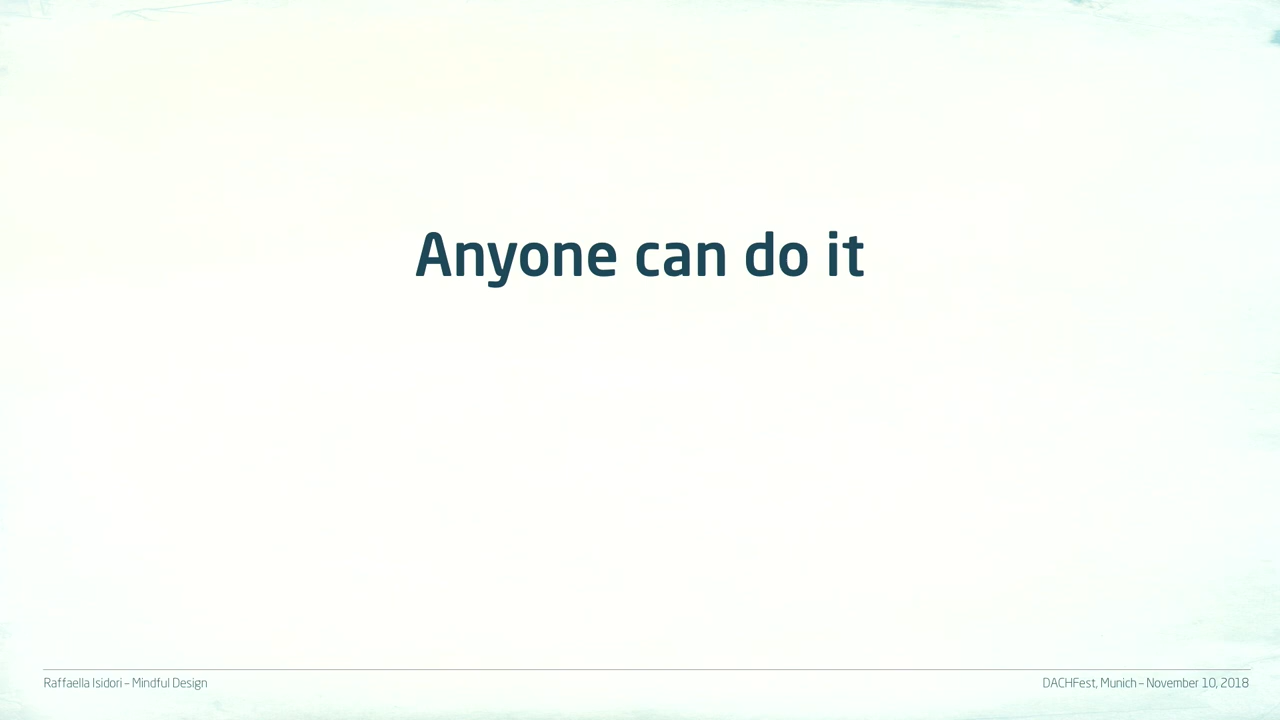 Anyone can do it
Raffaella Isidori – Mindful Design
DACHFest, Munich – November 10, 2018